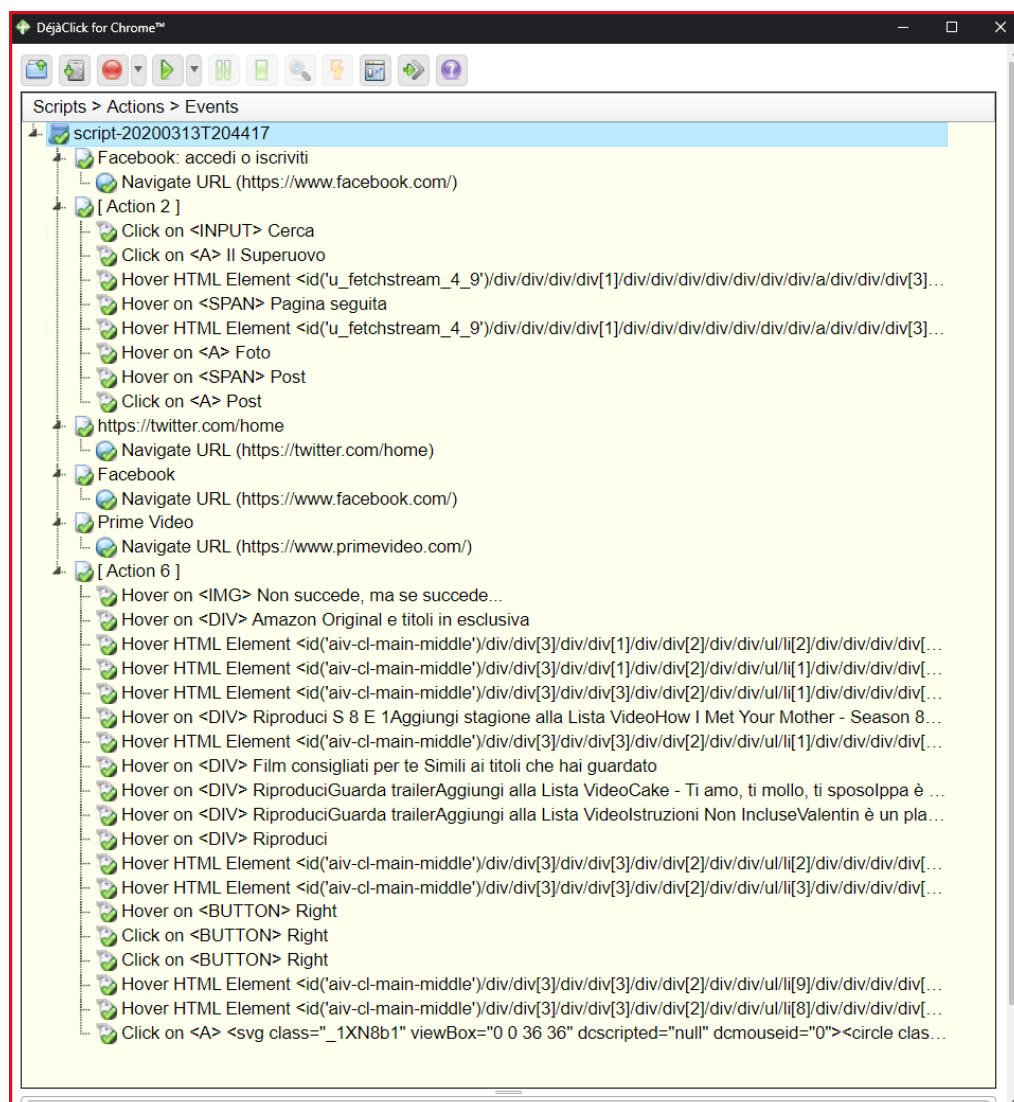 DéjàClick for Chrome™
Scripts > Actions > Events
script-20200313T204417
Facebook: accedi o iscriviti
Navigate URL (https://www.facebook.com/)
[ Action 2 ]
Click on <INPUT> Cerca
Click on <A> Il Superuovo
Hover HTML Element <id('u_fetchstream_4_9')/div/div/div/div[1]/div/div/div/div/div/div/div/a/div/div/div[3]…
Hover on <SPAN> Pagina seguita
Hover HTML Element <id('u_fetchstream_4_9')/div/div/div/div[1]/div/div/div/div/div/div/div/a/div/div/div[3]…
Hover on <A> Foto
Hover on <SPAN> Post
Click on <A> Post
https://twitter.com/home
Navigate URL (https://twitter.com/home)
Facebook
Navigate URL (https://www.facebook.com/)
Prime Video
Navigate URL (https://www.primevideo.com/)
[ Action 6 ]
Hover on <IMG> Non succede, ma se succede...
Hover on <DIV> Amazon Original e titoli in esclusiva
Hover HTML Element <id('aiv-cl-main-middle')/div/div[3]/div/div[1]/div/div[2]/div/div/ul/li[2]/div/div/div/div[…
Hover HTML Element <id('aiv-cl-main-middle')/div/div[3]/div/div[1]/div/div[2]/div/div/ul/li[1]/div/div/div/div[…
Hover HTML Element <id('aiv-cl-main-middle')/div/div[3]/div/div[3]/div/div[2]/div/div/ul/li[1]/div/div/div/div[…
Hover on <DIV> Riproduci S 8 E 1Aggiungi stagione alla Lista VideoHow I Met Your Mother - Season 8…
Hover HTML Element <id('aiv-cl-main-middle')/div/div[3]/div/div[3]/div/div[2]/div/div/ul/li[1]/div/div/div/div[…
Hover on <DIV> Film consigliati per te Simili ai titoli che hai guardato
Hover on <DIV> RiproduciGuarda trailerAggiungi alla Lista VideoCake - Ti amo, ti mollo, ti sposoIppa è …
Hover on <DIV> RiproduciGuarda trailerAggiungi alla Lista VideoIstruzioni Non IncluseValentin è un pla…
Hover on <DIV> Riproduci
Hover HTML Element <id('aiv-cl-main-middle')/div/div[3]/div/div[3]/div/div[2]/div/div/ul/li[2]/div/div/div/div[…
Hover HTML Element <id('aiv-cl-main-middle')/div/div[3]/div/div[3]/div/div[2]/div/div/ul/li[3]/div/div/div/div[…
Hover on <BUTTON> Right
Click on <BUTTON> Right
Click on <BUTTON> Right
Hover HTML Element <id('aiv-cl-main-middle')/div/div[3]/div/div[3]/div/div[2]/div/div/ul/li[9]/div/div/div/div[…
Hover HTML Element <id('aiv-cl-main-middle')/div/div[3]/div/div[3]/div/div[2]/div/div/ul/li[8]/div/div/div/div[…
Click on <A> <svg class="_1XN8b1" viewBox="0 0 36 36" dcscripted="null" dcmouseid="0"><circle clas…